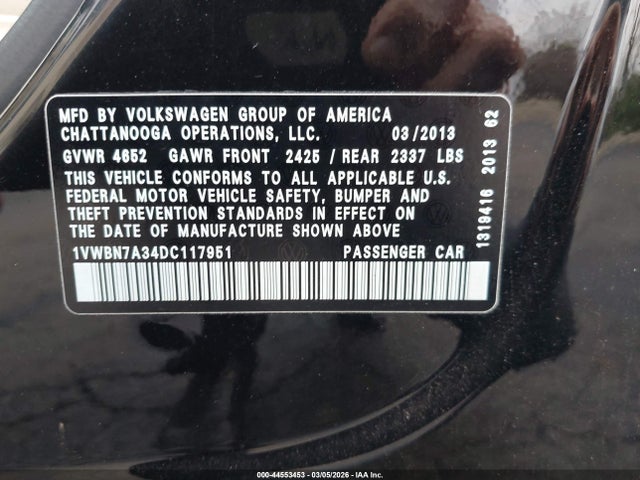 MFD BY VOLKSWAGEN GROUP OF AMERICA
CHATTANOOGA OPERATIONS, LLC. 03/2013
GVWR 4652 GAWR FRONT 2425 / REAR 2337 LBS
THIS VEHICLE CONFORMS TO ALL APPLICABLE U.S.
FEDERAL MOTOR VEHICLE SAFETY, BUMPER AND
THEFT PREVENTION STANDARDS IN EFFECT ON
THE DATE OF MANUFACTURE SHOWN ABOVE
1VWBN7A34DC117951 PASSENGER CAR
1319416 2013 62
000-44553453 | 03/05/2026 - IAA Inc.